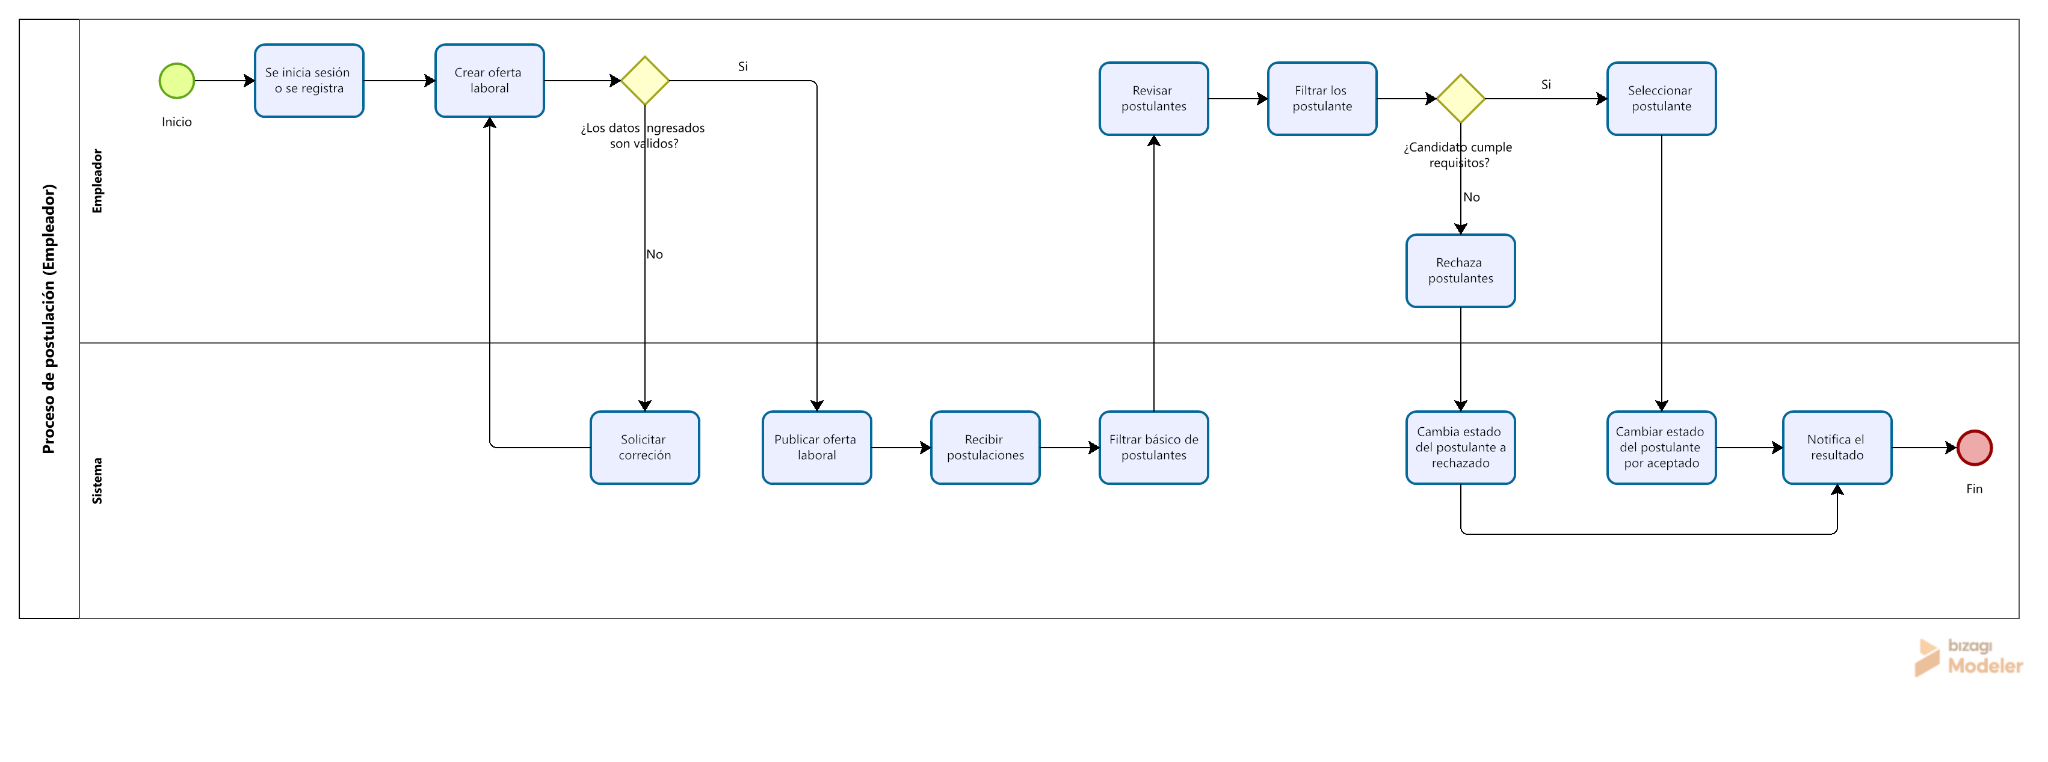 Proceso de postulación (Empleador)
Empleador
Inicio
Se inicia sesión
o se registra
Crear oferta
laboral
¿Los datos ingresados
son validos?
Si
No
Revisar
postulantes
Filtrar los
postulante
¿Candidato cumple
requisitos?
Si
No
Seleccionar
postulante
Rechaza
postulantes
Sistema
Solicitar
correción
Publicar oferta
laboral
Recibir
postulaciones
Filtrar básico de
postulantes
Cambia estado
del postulante a
rechazado
Cambiar estado
del postulante
por aceptado
Notifica el
resultado
Fin
bizagi
Modeler